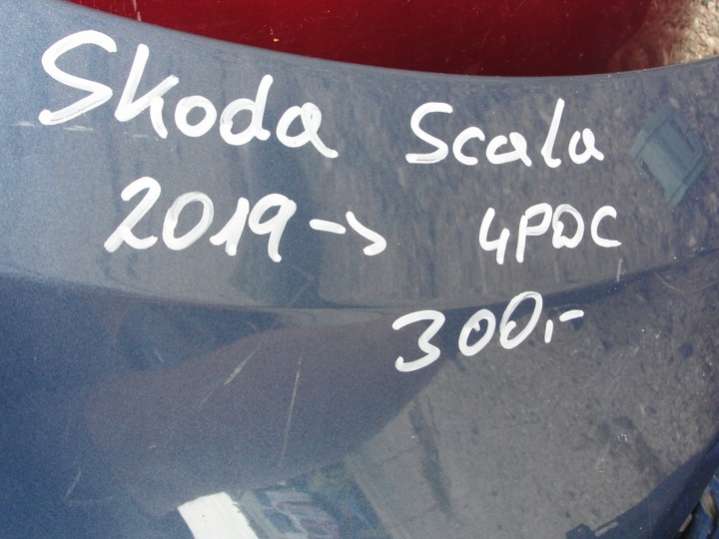 Skoda Scala
2019-> 4PDC
300,-